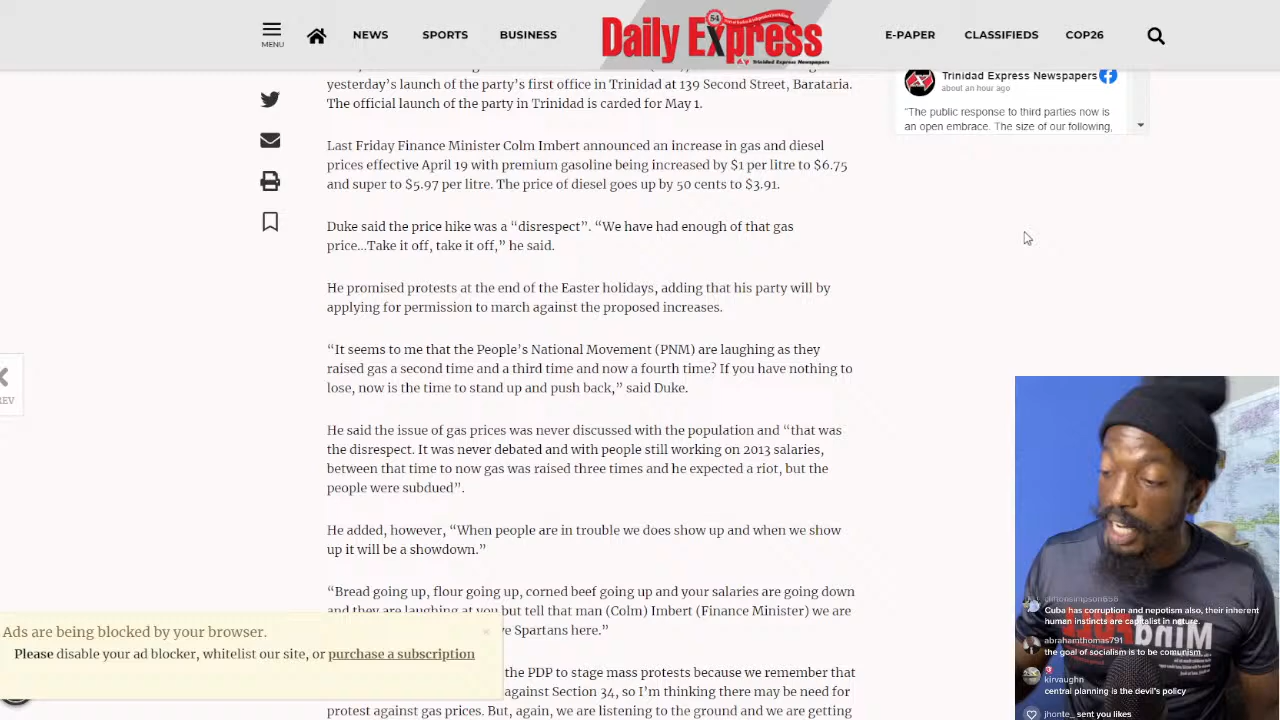 MENU
NEWS
SPORTS
BUSINESS
54
Daily Express
Trinidad Express Newspapers
E-PAPER
CLASSIFIEDS
COP26
yesterday's launch of the party's first office in Trinidad at 139 Second Street, Barataria.
The official launch of the party in Trinidad is carded for May 1.
Last Friday Finance Minister Colm Imbert announced an increase in gas and diesel
prices effective April 19 with premium gasoline being increased by $1 per litre to $6.75
and super to $5.97 per litre. The price of diesel goes up by 50 cents to $3.91.
Duke said the price hike was a “disrespect”. “We have had enough of that gas
price...Take it off, take it off,” he said.
He promised protests at the end of the Easter holidays, adding that his party will by
applying for permission to march against the proposed increases.
“It seems to me that the People’s National Movement (PNM) are laughing as they
raised gas a second time and a third time and now a fourth time? If you have nothing to
lose, now is the time to stand up and push back,” said Duke.
He said the issue of gas prices was never discussed with the population and “that was
the disrespect. It was never debated and with people still working on 2013 salaries,
between that time to now gas was raised three times and he expected a riot, but the
people were subdued”.
He added, however, “When people are in trouble we does show up and when we show
up it will be a showdown.”
“Bread going up, flour going up, corned beef going up and your salaries are going down
and they are laughing at you but tell that man (Colm) Imbert (Finance Minister) we are
ve Spartans here.”
the PDP to stage mass protests because we remember that
against Section 34, so I’m thinking there may be need for
protest against gas prices. But, again, we are listening to the ground and we are getting
Trinidad Express Newspapers
about an hour ago
“The public response to third parties now is
an open embrace. The size of our following,
REV
Ads are being blocked by your browser.
Please disable your ad blocker, whitelist our site, or purchase a subscription
×
Cuba has corruption and nepotism also, their inherent
human instincts are capitalist in nature.
abrahamthomas791
the goal of socialism is to be comunism
kirvaughn
central planning is the devil's policy
jhonte_ sent you likes